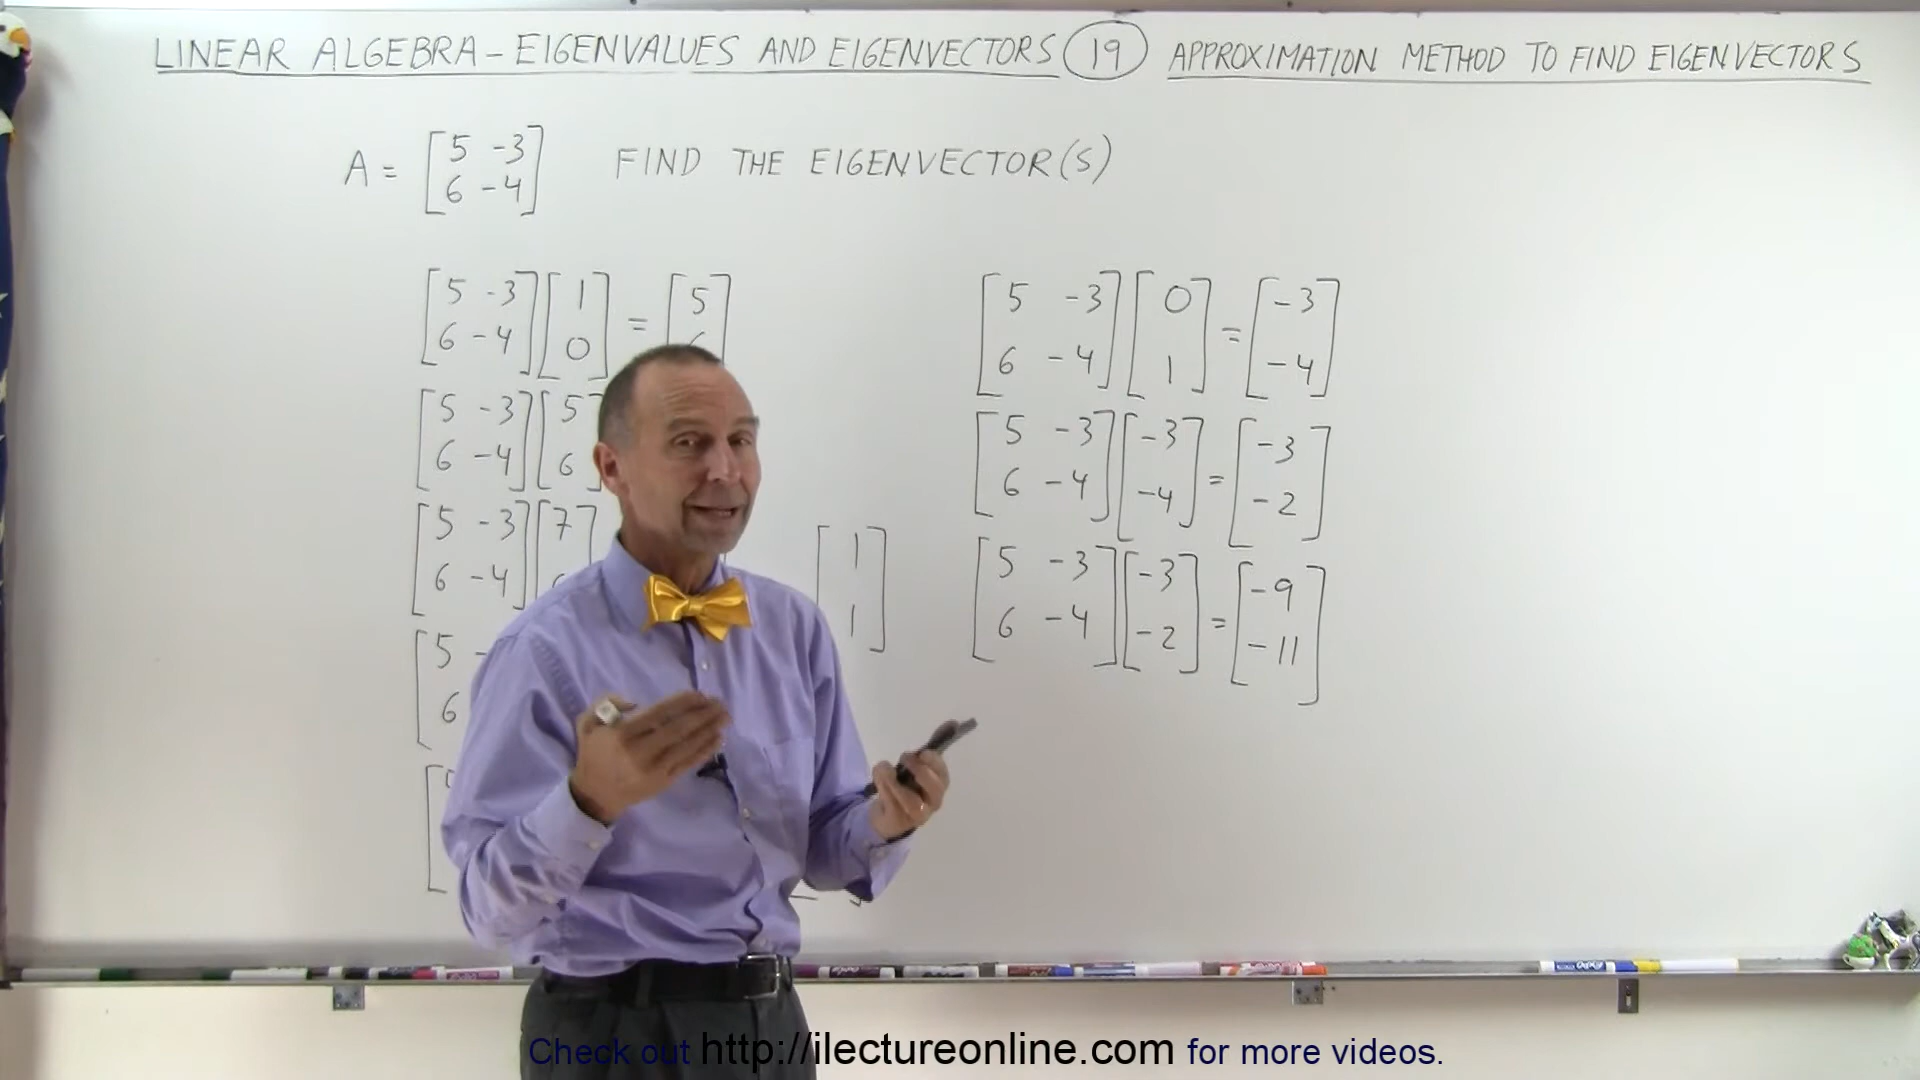 LINEAR ALGEBRA - EIGENVALUES AND EIGENVECTORS 19 APPROXIMATION METHOD TO FIND EIGENVECTORS
A = [5 -3
6 -4] FIND THE EIGENVECTOR(S)
[5 -3
6 -4] [1
0] = [5
[5 -3
6 -4] [5
6
[5 -3
6 -4] [7
[5 -
6
[1
1]
[5 -3
6 -4] [0
1] = [-3
-4]
[5 -3
6 -4] [-3
-4] = [-3
-2]
[5 -3
6 -4] [-3
-2] = [-9
-11]
Check out http://ilectureonline.com for more videos.